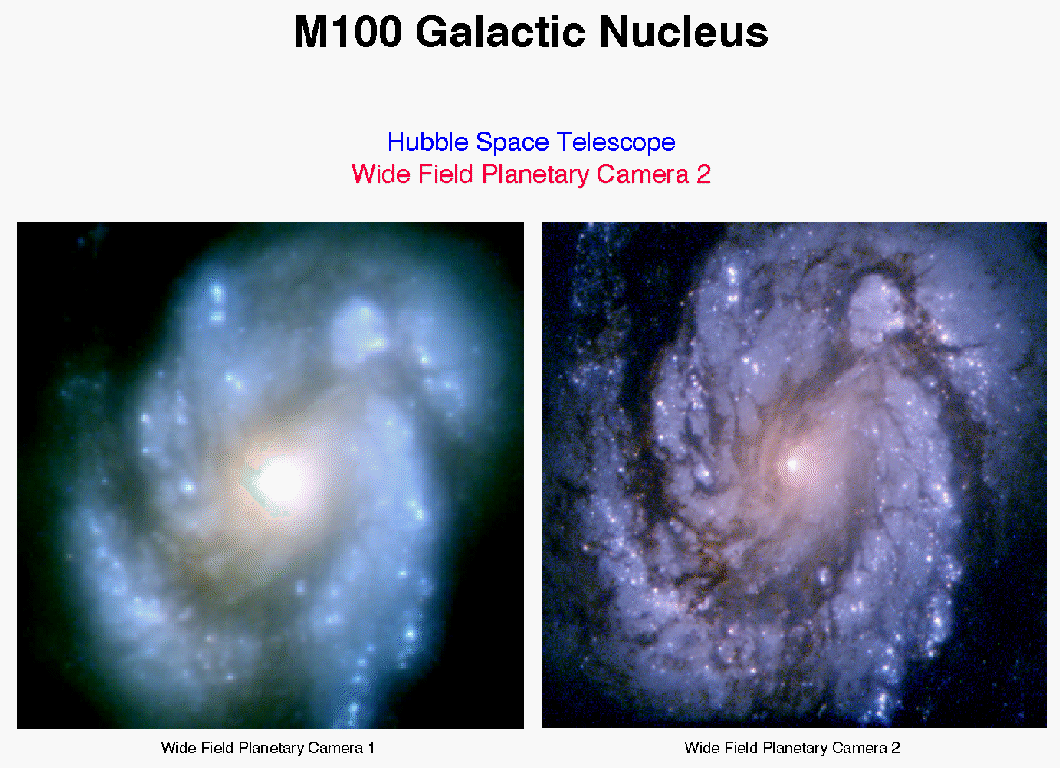 M100 Galactic Nucleus
Hubble Space Telescope
Wide Field Planetary Camera 2
Wide Field Planetary Camera 1
Wide Field Planetary Camera 2